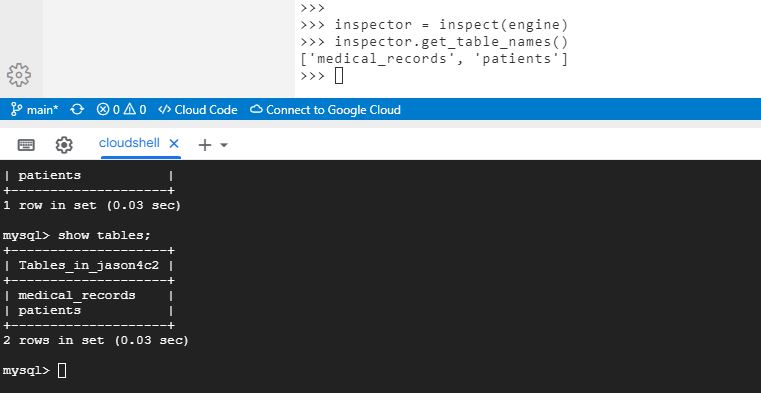 >>>
>>> inspector = inspect(engine)
>>> inspector.get_table_names()
['medical_records', 'patients']
>>>
main* 0 0 Cloud Code Connect to Google Cloud
cloudshell
| patients           |
+--------------------+
1 row in set (0.03 sec)
mysql> show tables;
+--------------------+
| Tables_in_jason4c2 |
+--------------------+
| medical_records    |
| patients           |
+--------------------+
2 rows in set (0.03 sec)
mysql>